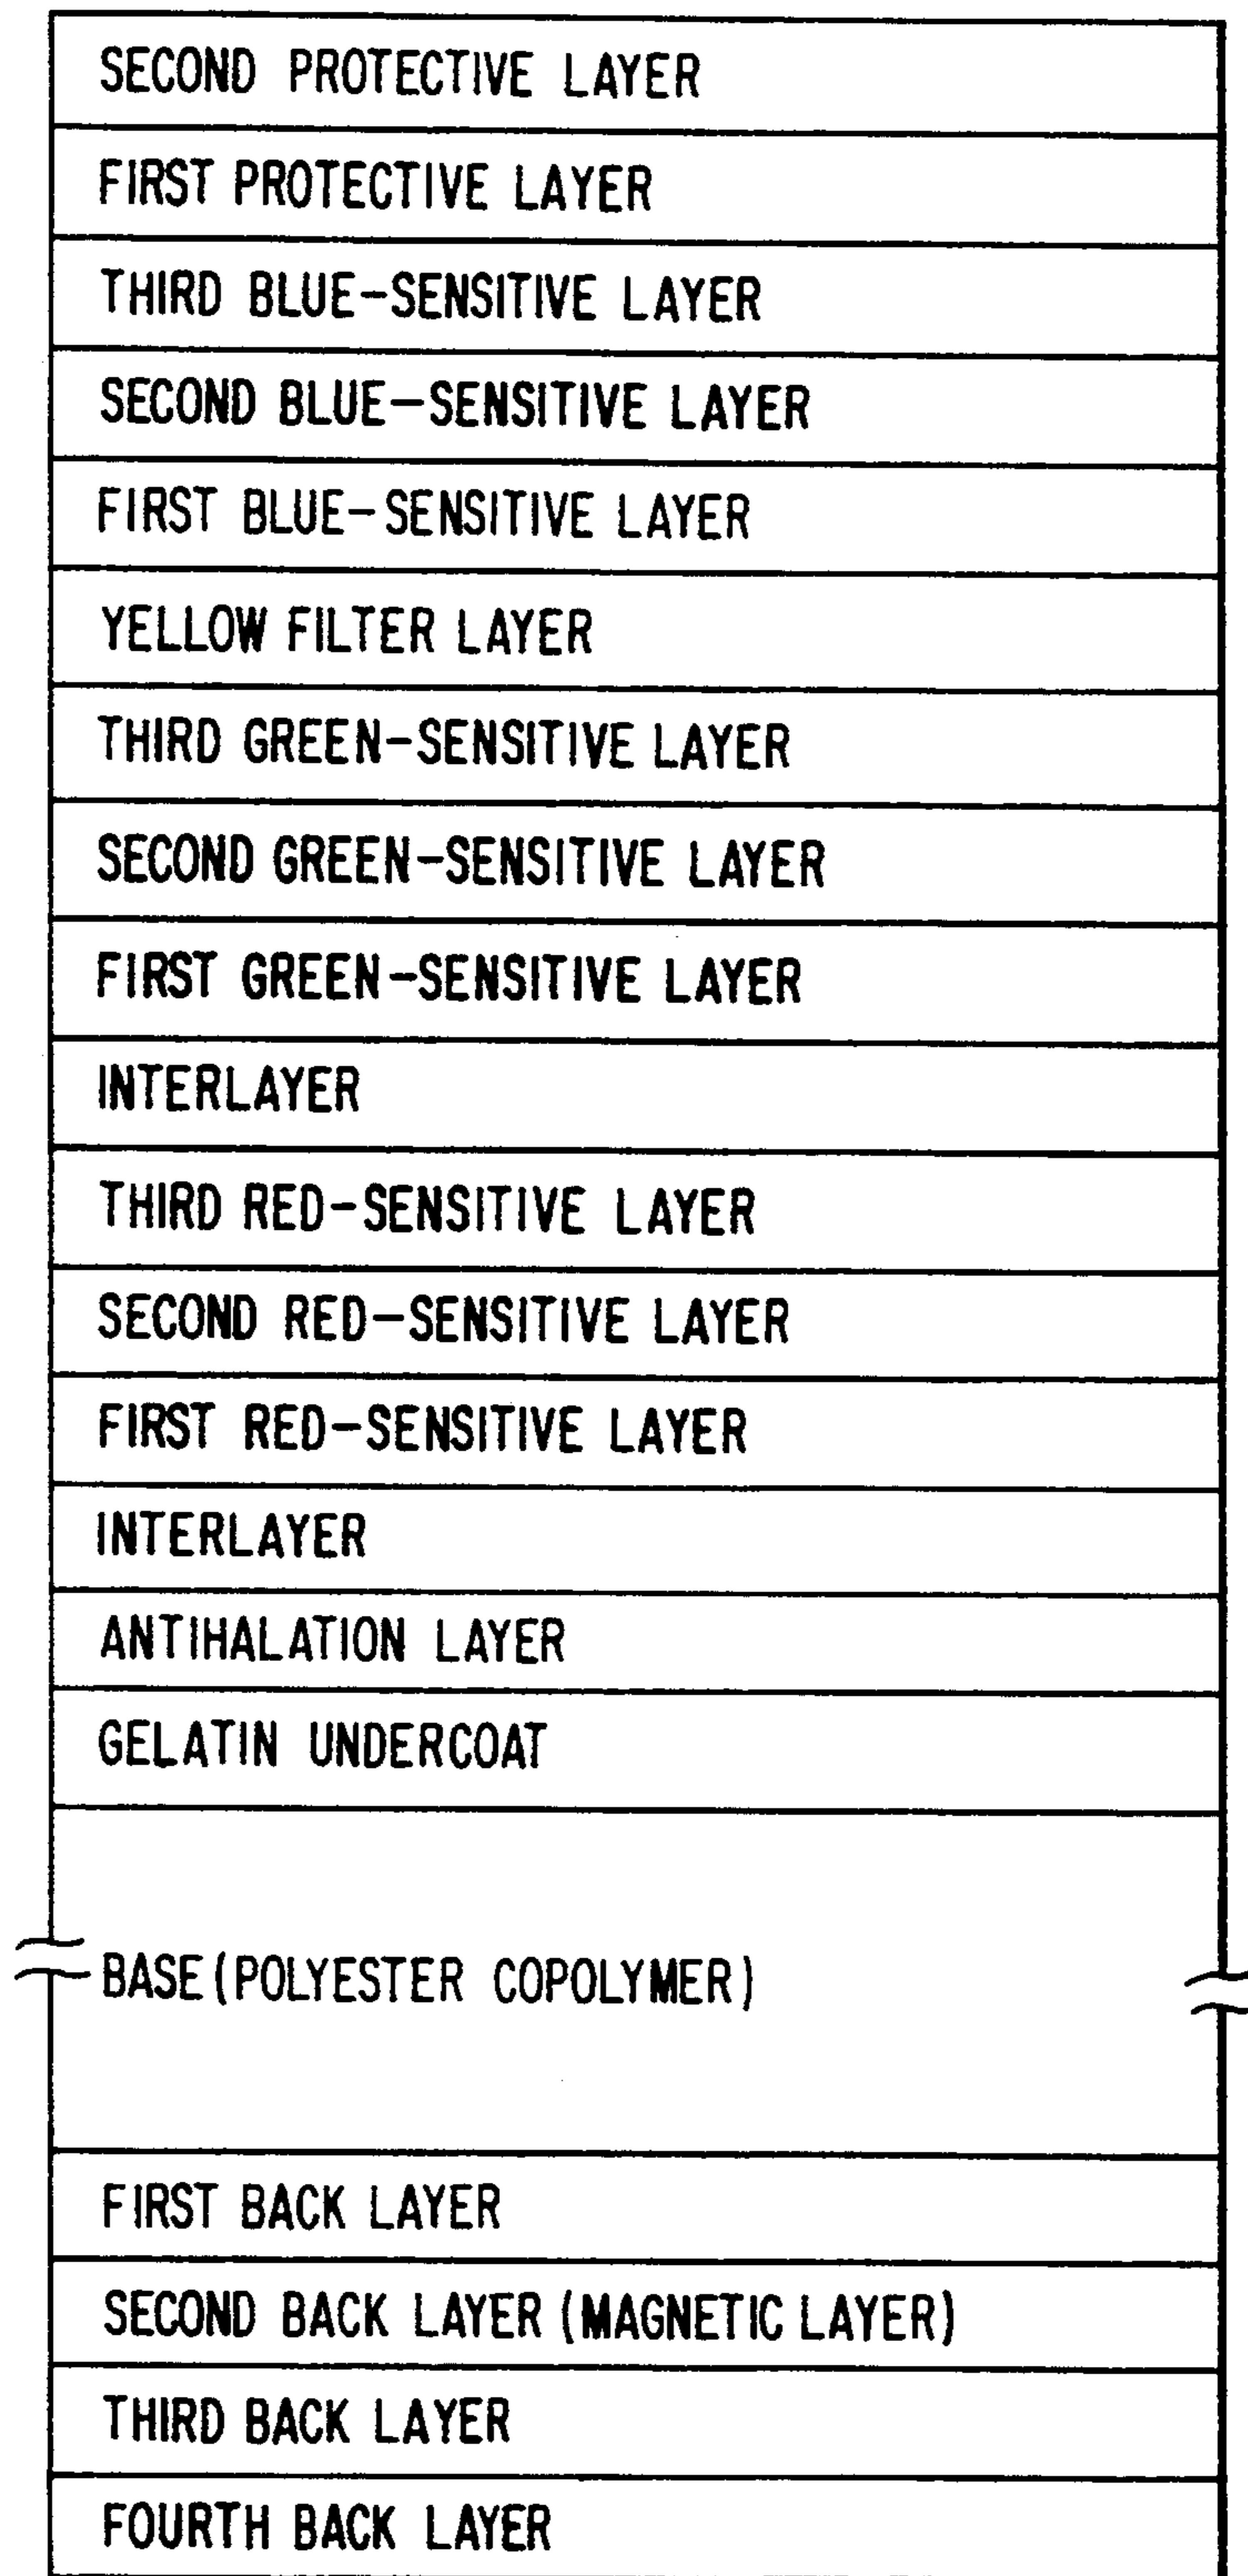 SECOND PROTECTIVE LAYER
FIRST PROTECTIVE LAYER
THIRD BLUE-SENSITIVE LAYER
SECOND BLUE-SENSITIVE LAYER
FIRST BLUE-SENSITIVE LAYER
YELLOW FILTER LAYER
THIRD GREEN-SENSITIVE LAYER
SECOND GREEN-SENSITIVE LAYER
FIRST GREEN-SENSITIVE LAYER
INTERLAYER
THIRD RED-SENSITIVE LAYER
SECOND RED-SENSITIVE LAYER
FIRST RED-SENSITIVE LAYER
INTERLAYER
ANTIHALATION LAYER
GELATIN UNDERCOAT
BASE (POLYESTER COPOLYMER)
FIRST BACK LAYER
SECOND BACK LAYER (MAGNETIC LAYER)
THIRD BACK LAYER
FOURTH BACK LAYER